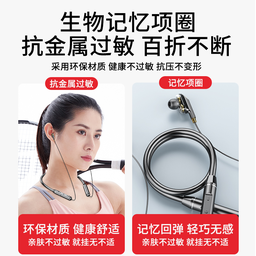 生物记忆项圈
抗金属过敏 百折不断
采用环保材质 健康不过敏 抗压不变形
抗金属过敏
记忆项圈
环保材质 健康舒适
亲肤不过敏 就挂无不适
记忆回弹 轻巧无感
亲肤不过敏 就挂无不适